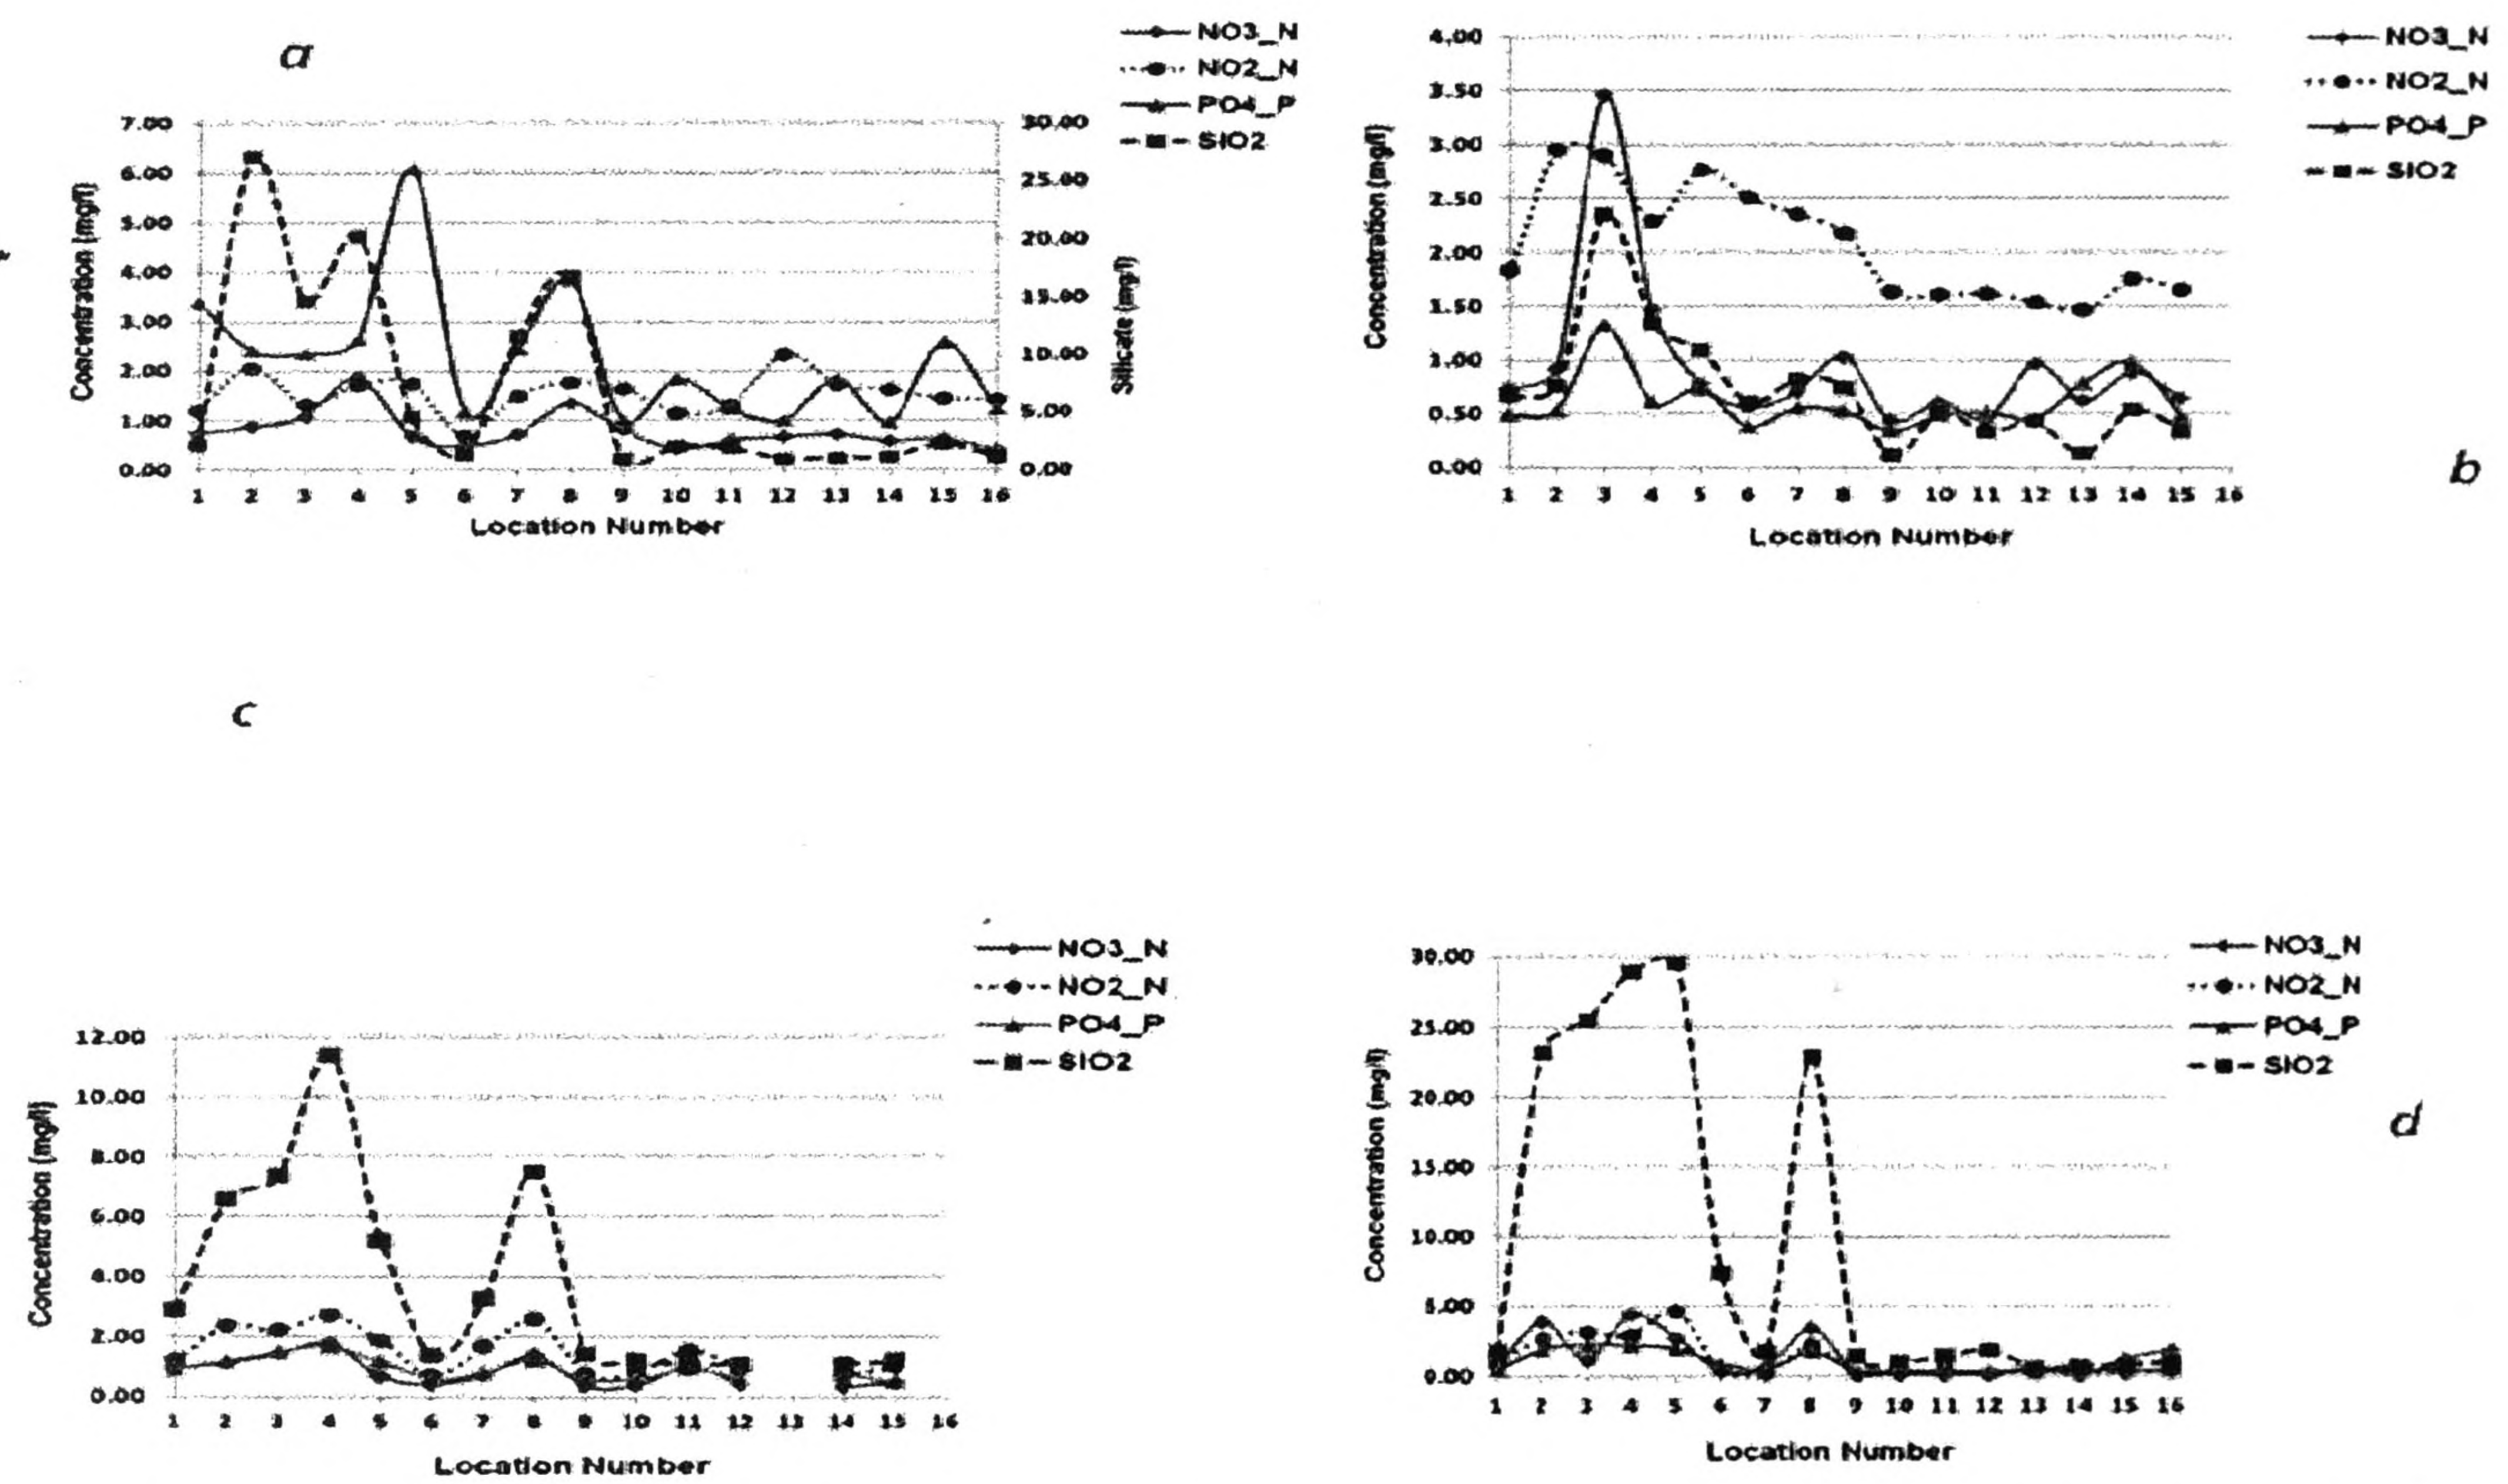 a
NO3_N
NO2_N
PO4_P
SIO2
7.00
6.00
5.00
4.00
3.00
2.00
1.00
0.00
Concentration (mg/l)
30.00
25.00
20.00
15.00
10.00
5.00
0.00
Silicate (mg/l)
1 2 3 4 5 6 7 8 9 10 11 12 13 14 15 16
Location Number
b
NO3_N
NO2_N
PO4_P
SIO2
4.00
3.50
3.00
2.50
2.00
1.50
1.00
0.50
0.00
Concentration (mg/l)
1 2 3 4 5 6 7 8 9 10 11 12 13 14 15 16
Location Number
c
NO3_N
NO2_N
PO4_P
SIO2
12.00
10.00
8.00
6.00
4.00
2.00
0.00
Concentration (mg/l)
1 2 3 4 5 6 7 8 9 10 11 12 13 14 15 16
Location Number
d
NO3_N
NO2_N
PO4_P
SIO2
30.00
25.00
20.00
15.00
10.00
5.00
0.00
Concentration (mg/l)
1 2 3 4 5 6 7 8 9 10 11 12 13 14 15 16
Location Number